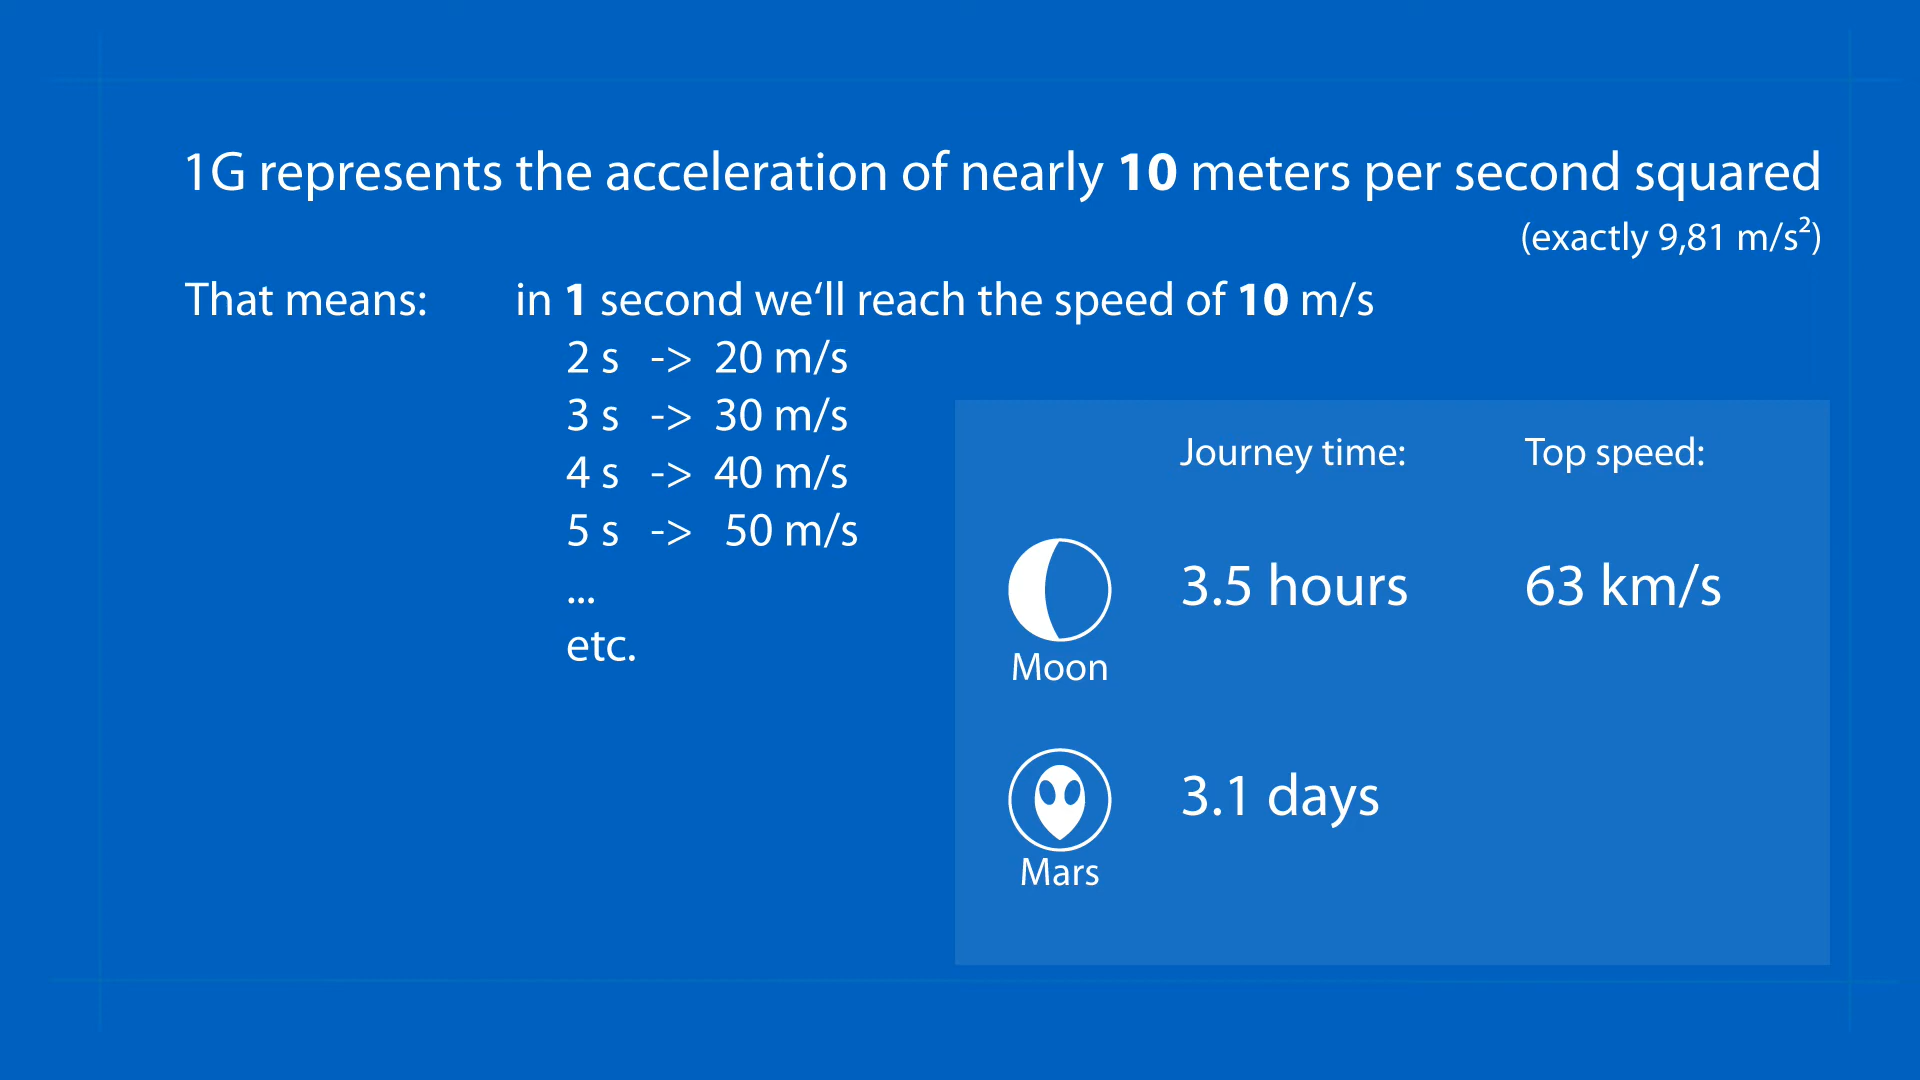 1G represents the acceleration of nearly 10 meters per second squared
(exactly 9,81 m/s²)
That means: in 1 second we‘ll reach the speed of 10 m/s
2 s -> 20 m/s
3 s -> 30 m/s
4 s -> 40 m/s
5 s -> 50 m/s
...
etc.
Journey time: Top speed:
3.5 hours 63 km/s
Moon
3.1 days
Mars